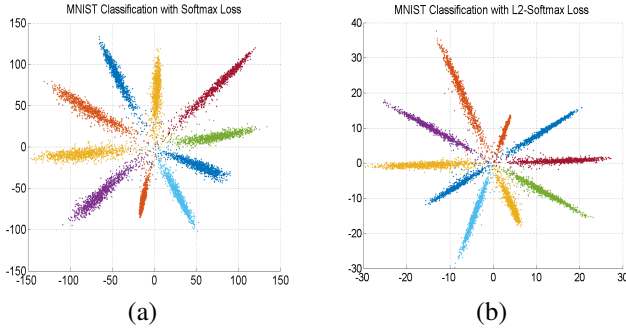 MNIST Classification with Softmax Loss
150
100
50
0
-50
-100
-150
-150 -100 -50 0 50 100 150
(a)
MNIST Classification with L2-Softmax Loss
40
30
20
10
0
-10
-20
-30
-30 -20 -10 0 10 20 30
(b)